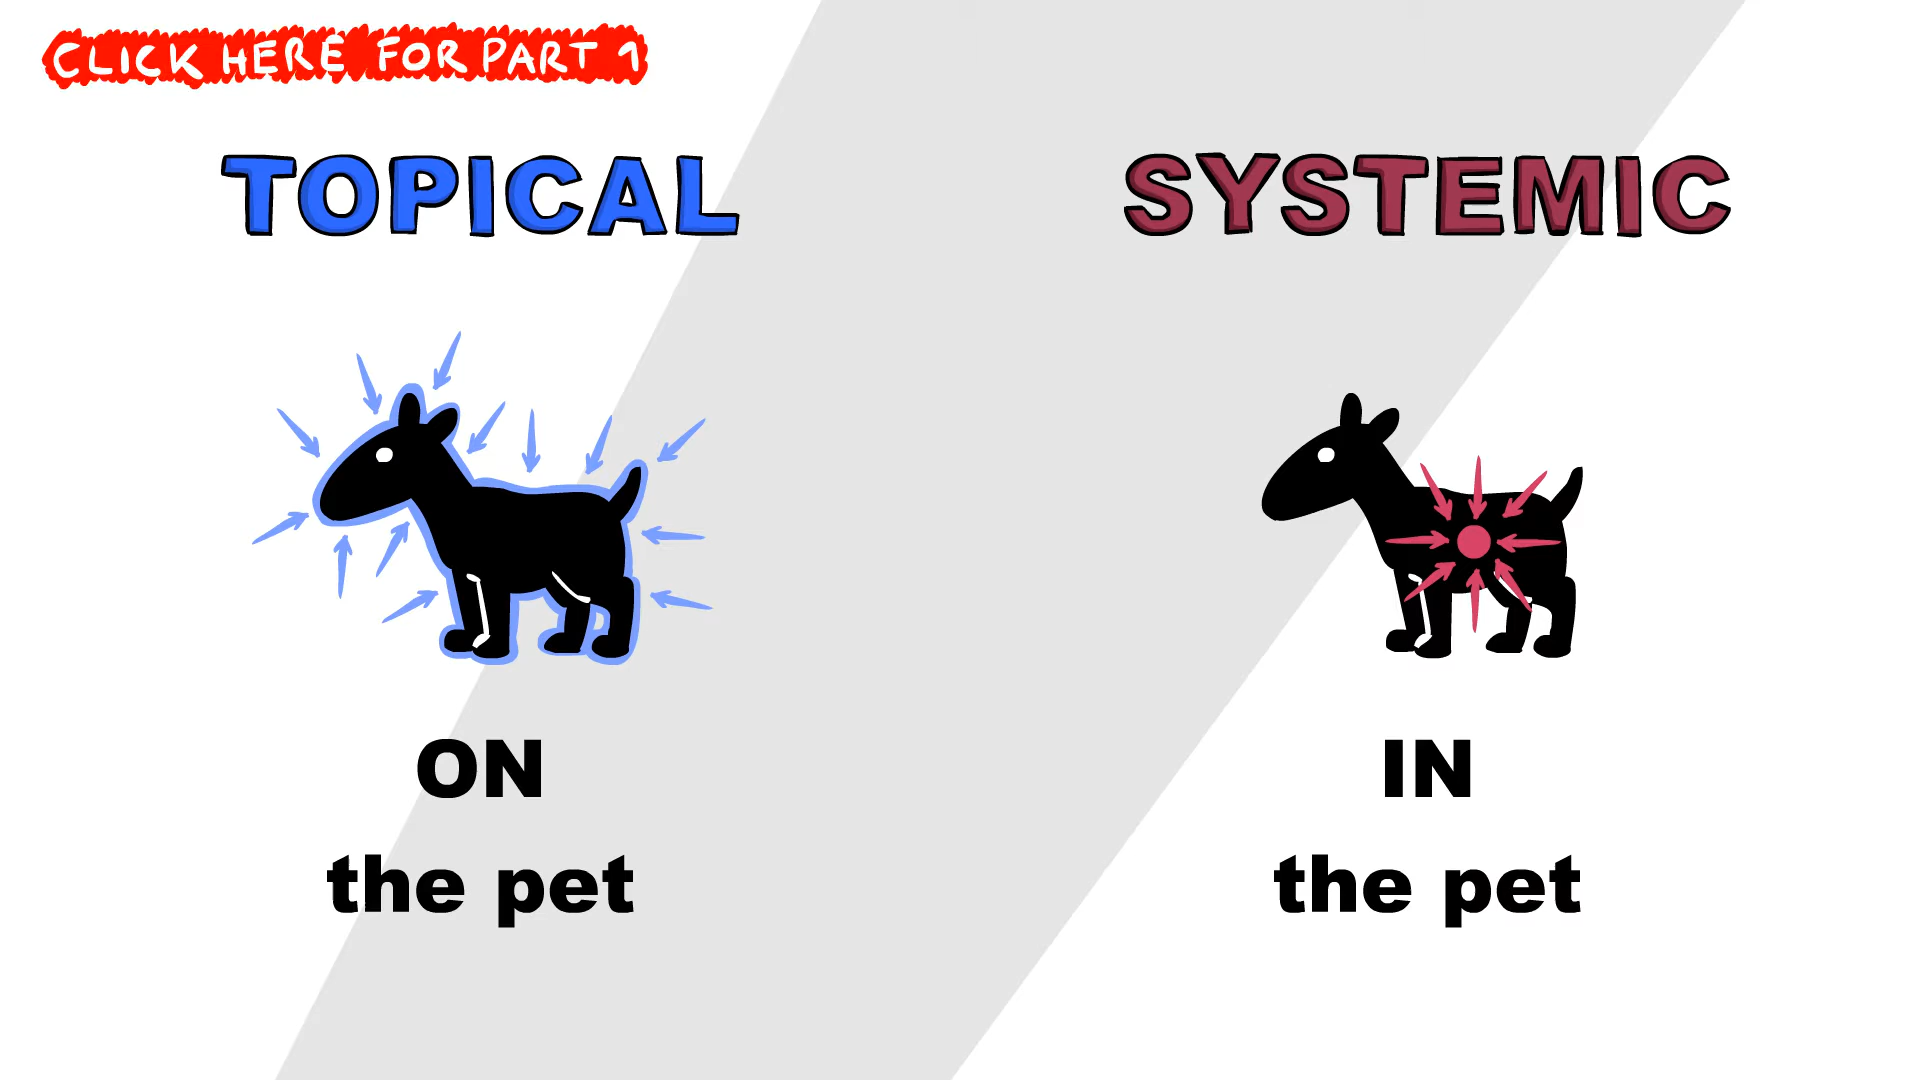 CLICK HERE FOR PART 1
TOPICAL
SYSTEMIC
ON
the pet
IN
the pet